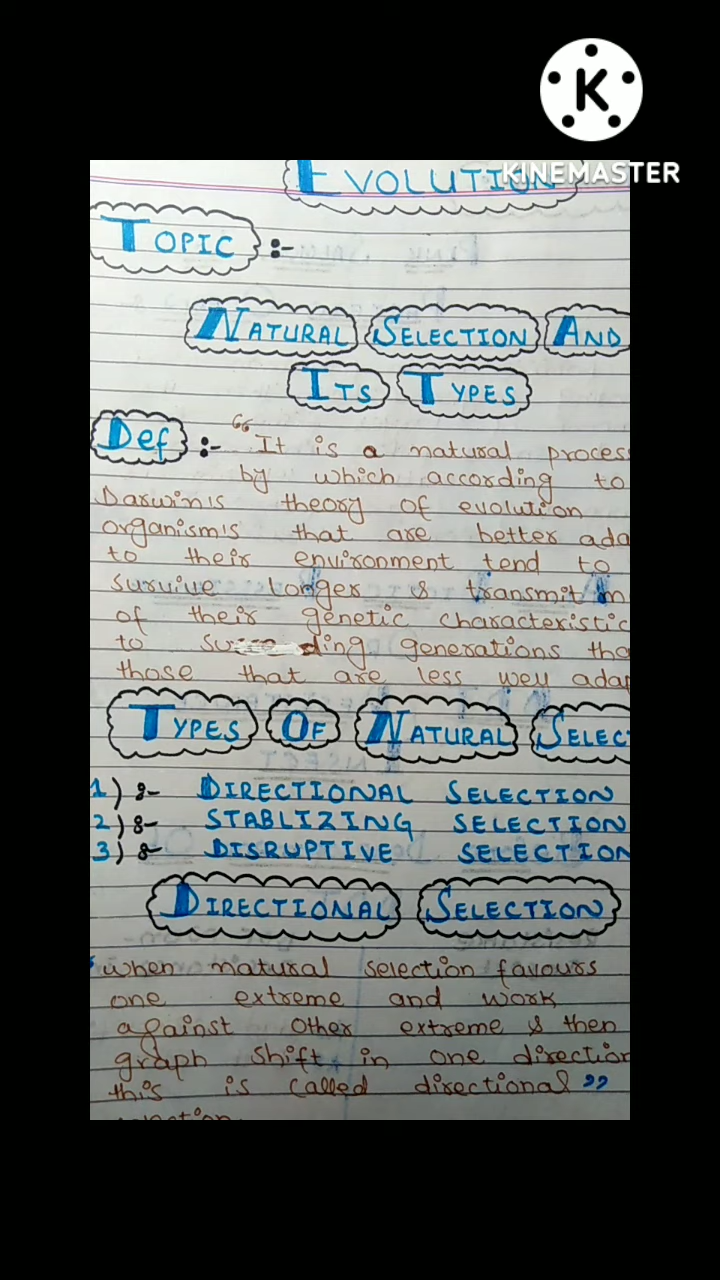 K
KINEMASTER
EVOLUTION
TOPIC :-
NATURAL SELECTION AND
ITS TYPES
Def :- “It is a natural process
by which according to
Darwin's theory of evolution
organism's that are better ada
to their environment tend to
survive longer & transmit m
of their genetic characteristic
to ding generations tha
those that are less well adap
TYPES OF NATURAL SELEC
1) :- DIRECTIONAL SELECTION
2) :- STABLIZING SELECTION
3) :- DISRUPTIVE SELECTION
DIRECTIONAL SELECTION
when natural selection favours
one extreme and work
against other extreme & then
graph shift in one direction
this is called directional ”